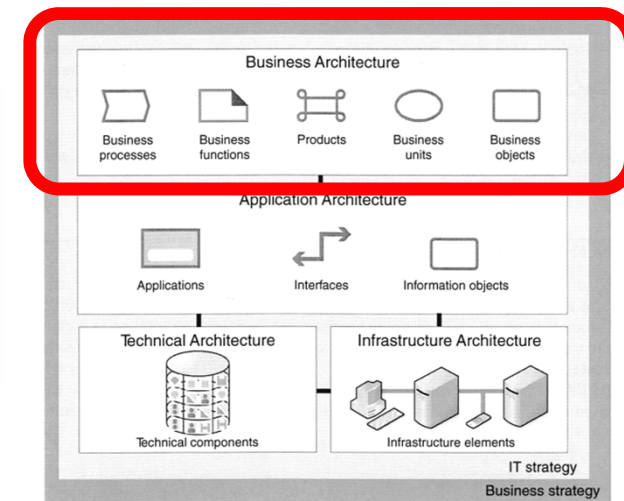 Business Architecture
Business processes
Business functions
Products
Business units
Business objects
Application Architecture
Applications
Interfaces
Information objects
Technical Architecture
Technical components
Infrastructure Architecture
Infrastructure elements
IT strategy
Business strategy